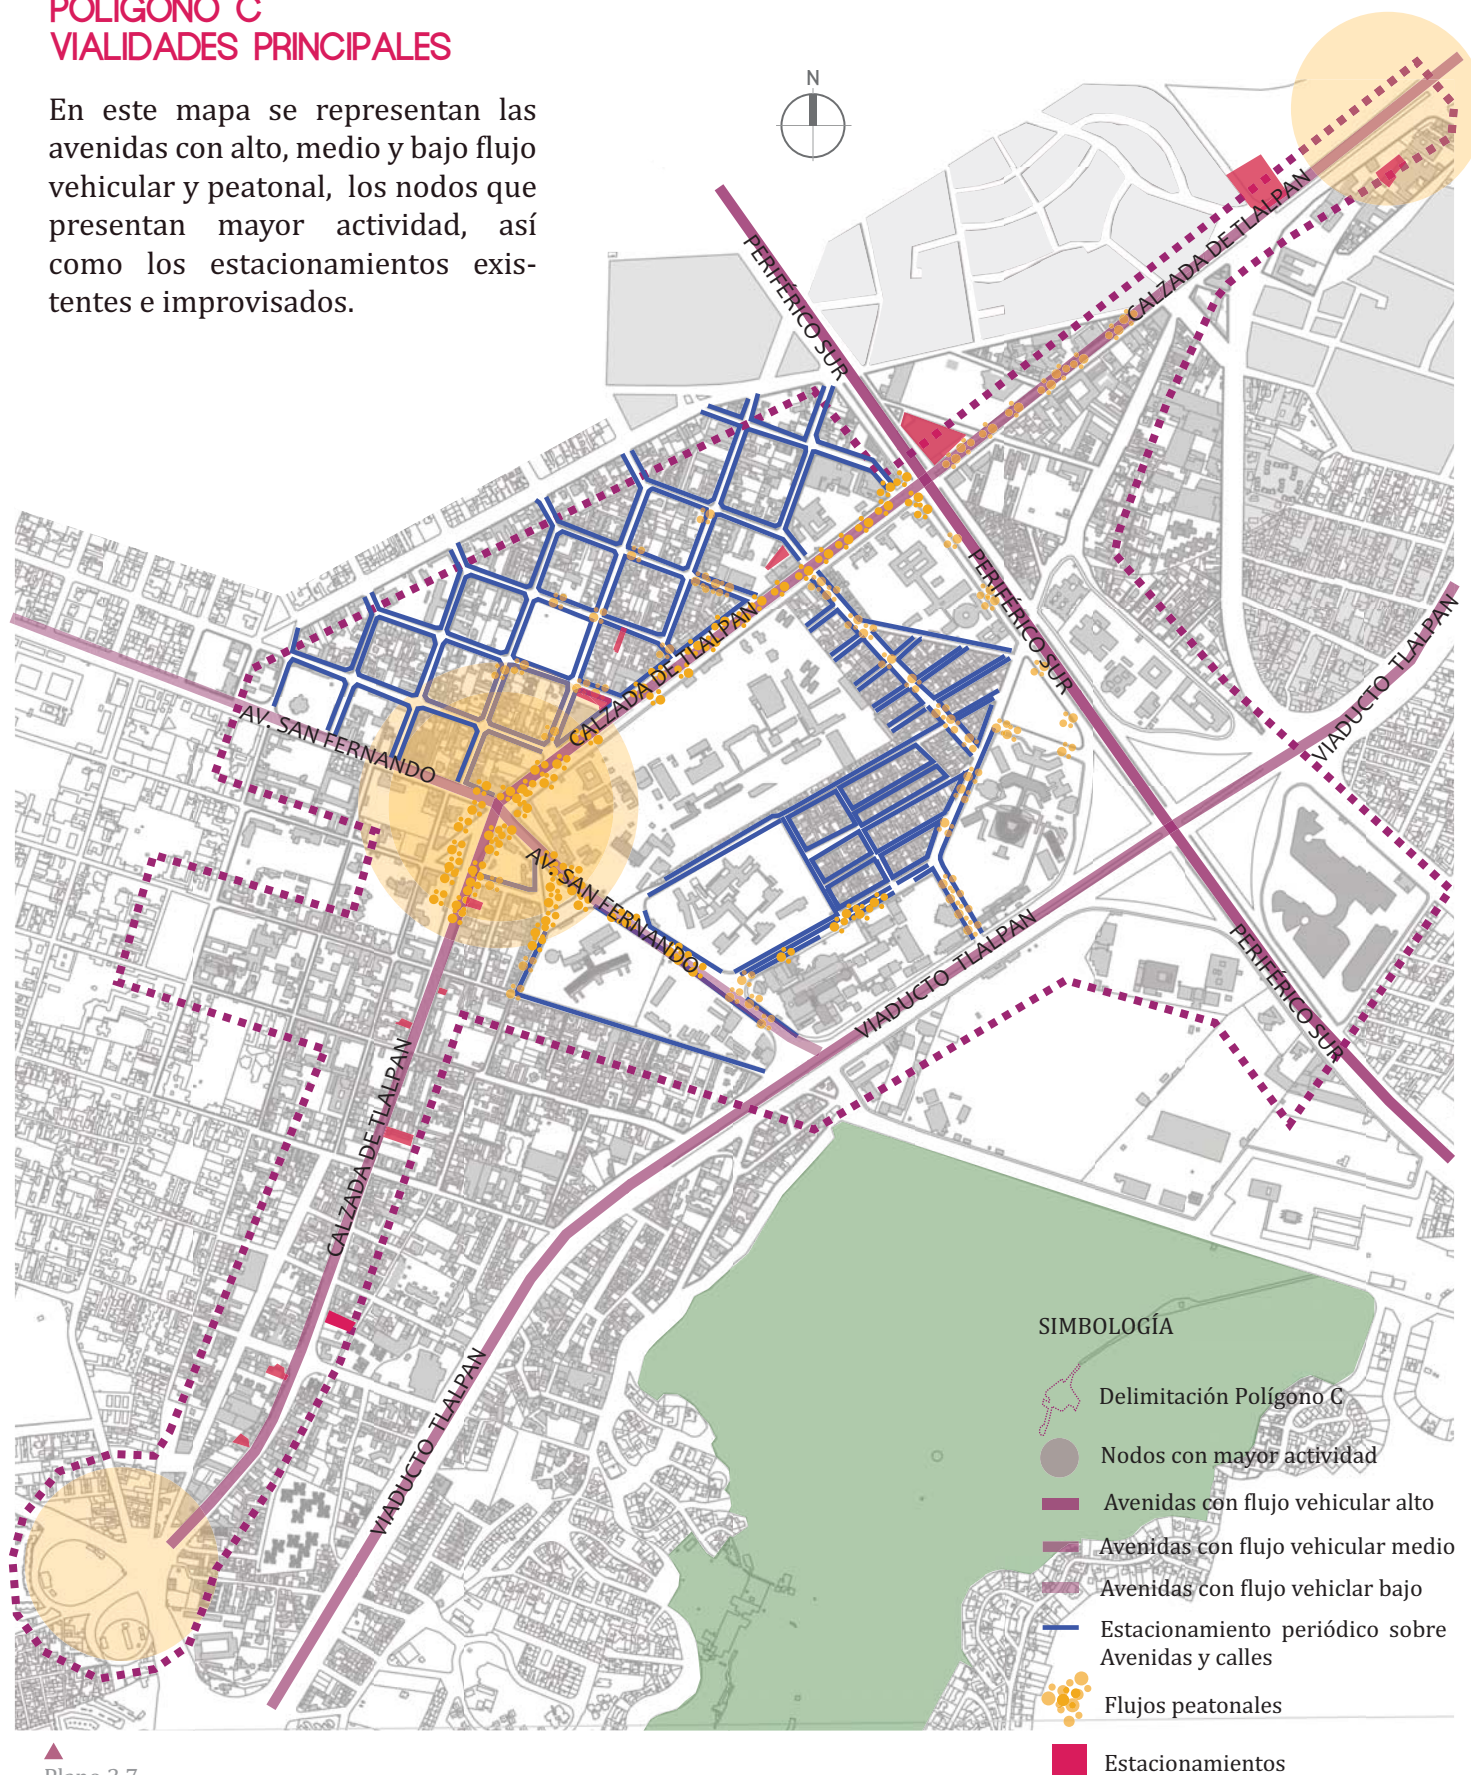 POLÍGONO C
VIALIDADES PRINCIPALES
En este mapa se representan las
avenidas con alto, medio y bajo flujo
vehicular y peatonal, los nodos que
presentan mayor actividad, así
como los estacionamientos exis-
tentes e improvisados.
N
CALZADA DE TLALPAN
PERIFÉRICO SUR
PERIFÉRICO SUR
VIADUCTO TLALPAN
CALZADA DE TLALPAN
AV. SAN FERNANDO
AV. SAN FERNANDO
VIADUCTO TLALPAN
PERIFÉRICO SUR
CALZADA DE TLALPAN
VIADUCTO TLALPAN
SIMBOLOGÍA
Delimitación Polígono C
Nodos con mayor actividad
Avenidas con flujo vehicular alto
Avenidas con flujo vehicular medio
Avenidas con flujo vehiclar bajo
Estacionamiento periódico sobre
Avenidas y calles
Flujos peatonales
Estacionamientos
Plano 3.7